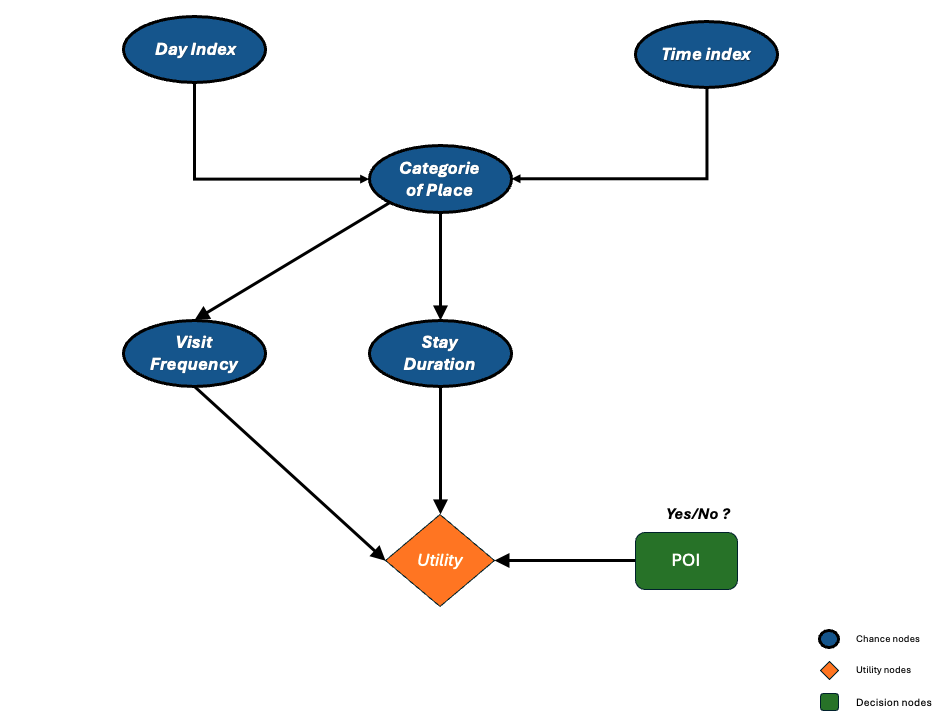 Day Index
Time index
Categorie
of Place
Visit
Frequency
Stay
Duration
Yes/No ?
Utility
POI
Chance nodes
Utility nodes
Decision nodes